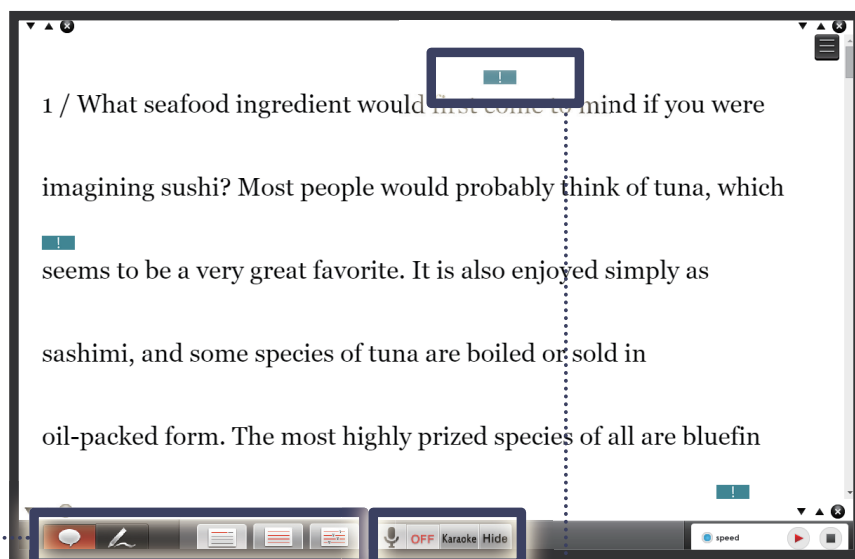 !
1 / What seafood ingredient would first come to mind if you were
imagining sushi? Most people would probably think of tuna, which
!
seems to be a very great favorite. It is also enjoyed simply as
sashimi, and some species of tuna are boiled or sold in
oil-packed form. The most highly prized species of all are bluefin
!
OFF Karaoke Hide speed